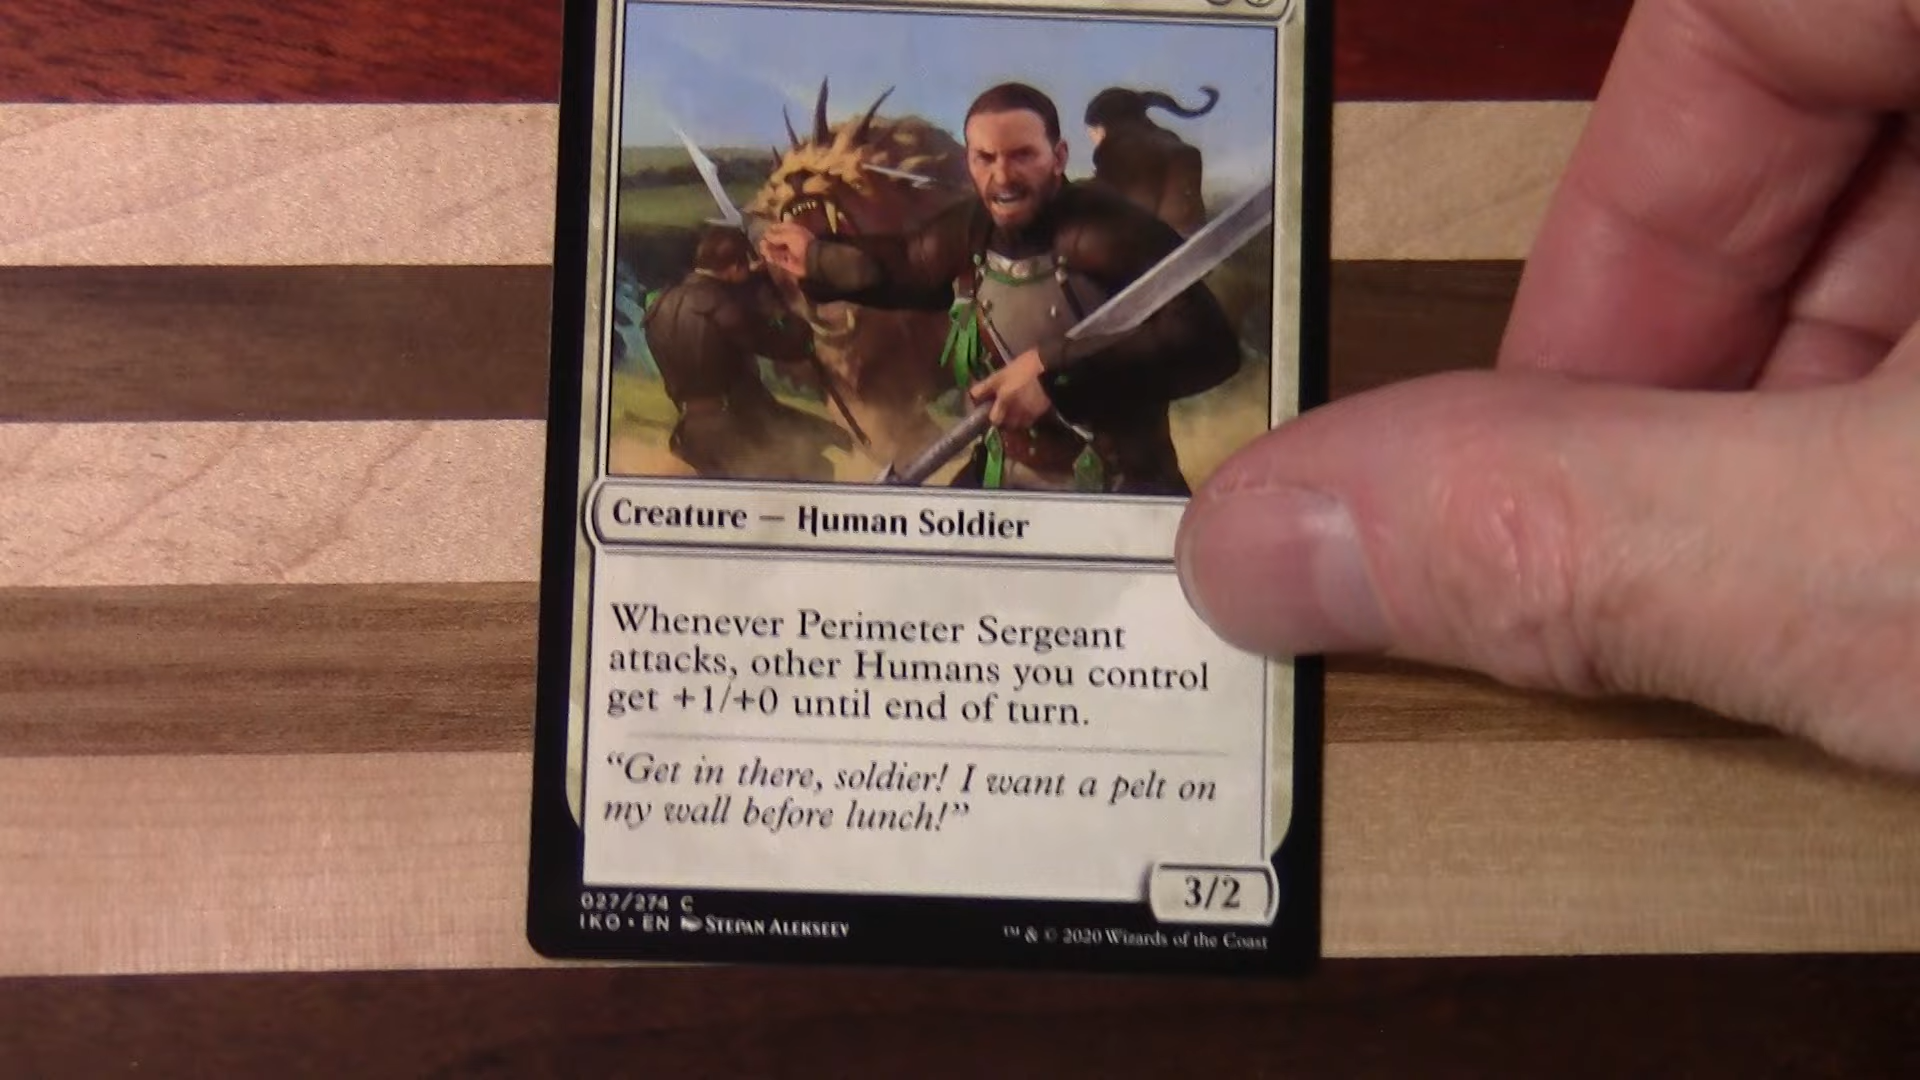 Creature — Human Soldier
Whenever Perimeter Sergeant
attacks, other Humans you control
get +1/+0 until end of turn.
“Get in there, soldier! I want a pelt on
my wall before lunch!”
3/2
027/274 C
IKO • EN Stepan Alekseev
™ & © 2020 Wizards of the Coast